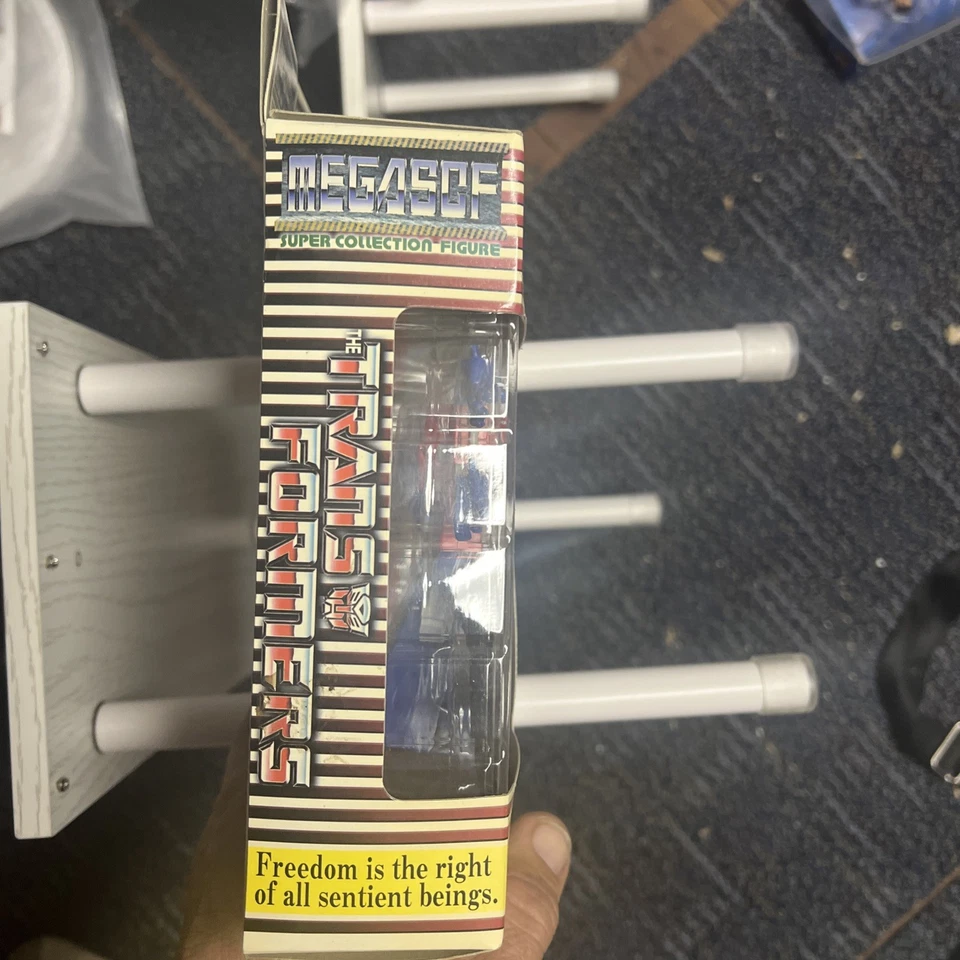 MEGASCF
SUPER COLLECTION FIGURE
THE
TRANS
FORMERS
Freedom is the right
of all sentient beings.